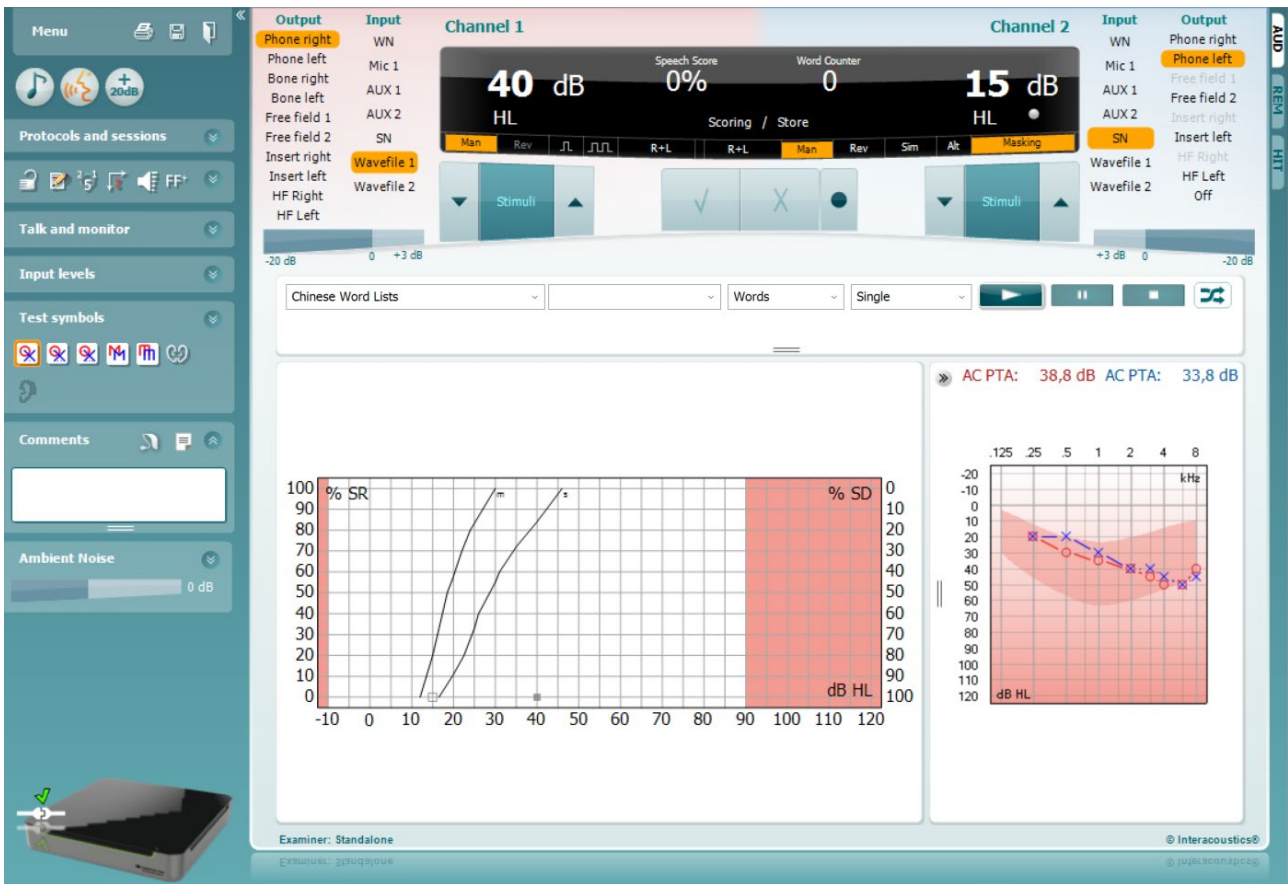 Menu
20dB
Protocols and sessions
FF+
Talk and monitor
Input levels
Test symbols
Comments
Ambient Noise
0 dB
Output
Phone right
Phone left
Bone right
Bone left
Free field 1
Free field 2
Insert right
Insert left
HF Right
HF Left
Input
WN
Mic 1
AUX 1
AUX 2
SN
Wavefile 1
Wavefile 2
-20 dB 0 +3 dB
Channel 1
Channel 2
40 dB
HL
Speech Score
0%
Word Counter
0
Scoring / Store
15 dB
HL
Man Rev R+L R+L Man Rev Sim Alt Masking
Stimuli
Stimuli
Input
WN
Mic 1
AUX 1
AUX 2
SN
Wavefile 1
Wavefile 2
Output
Phone right
Phone left
Free field 1
Free field 2
Insert right
Insert left
HF Right
HF Left
Off
+3 dB 0 -20 dB
AUD
REM
HIT
Chinese Word Lists Words Single
% SR
% SD
m
s
100
90
80
70
60
50
40
30
20
10
0
0
10
20
30
40
50
60
70
80
90
100
dB HL
-10 0 10 20 30 40 50 60 70 80 90 100 110 120
AC PTA: 38,8 dB AC PTA: 33,8 dB
.125 .25 .5 1 2 4 8
kHz
-20
-10
0
10
20
30
40
50
60
70
80
90
100
110
120
dB HL
Examiner: Standalone
© Interacoustics®